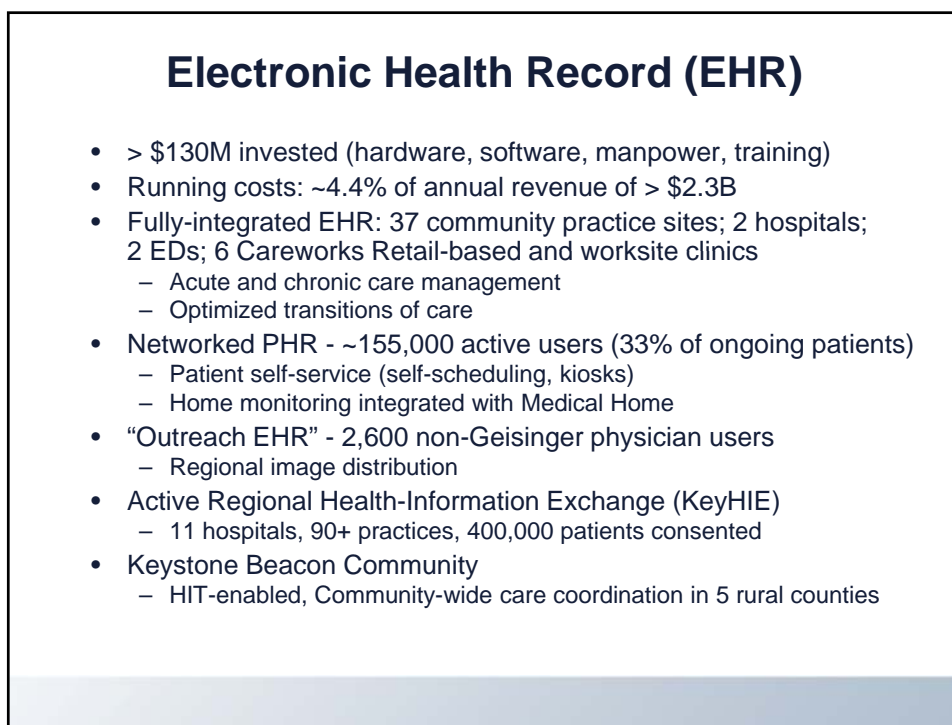 Electronic Health Record (EHR)
• > $130M invested (hardware, software, manpower, training)
• Running costs: ~4.4% of annual revenue of > $2.3B
• Fully-integrated EHR: 37 community practice sites; 2 hospitals;
2 EDs; 6 Careworks Retail-based and worksite clinics
– Acute and chronic care management
– Optimized transitions of care
• Networked PHR - ~155,000 active users (33% of ongoing patients)
– Patient self-service (self-scheduling, kiosks)
– Home monitoring integrated with Medical Home
• “Outreach EHR” - 2,600 non-Geisinger physician users
– Regional image distribution
• Active Regional Health-Information Exchange (KeyHIE)
– 11 hospitals, 90+ practices, 400,000 patients consented
• Keystone Beacon Community
– HIT-enabled, Community-wide care coordination in 5 rural counties